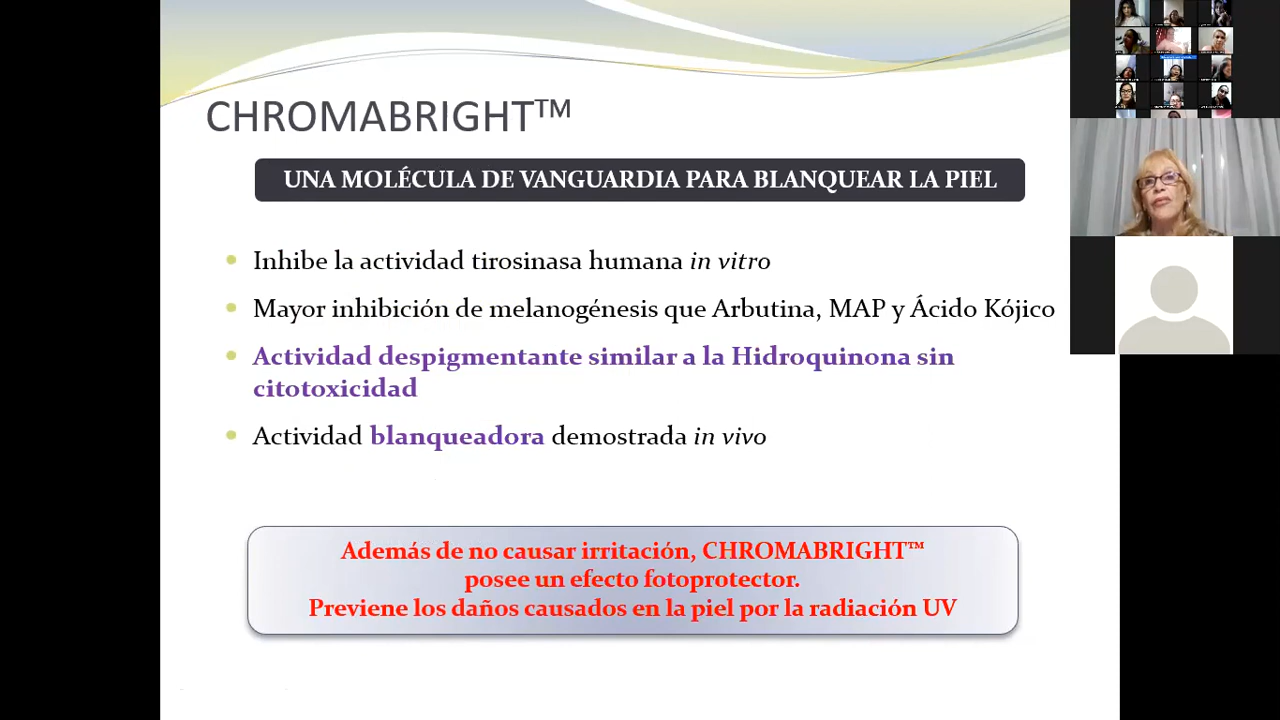 CHROMABRIGHT™
UNA MOLÉCULA DE VANGUARDIA PARA BLANQUEAR LA PIEL
• Inhibe la actividad tirosinasa humana in vitro
• Mayor inhibición de melanogénesis que Arbutina, MAP y Ácido Kójico
• Actividad despigmentante similar a la Hidroquinona sin
citotoxicidad
• Actividad blanqueadora demostrada in vivo
Además de no causar irritación, CHROMABRIGHT™
posee un efecto fotoprotector.
Previene los daños causados en la piel por la radiación UV